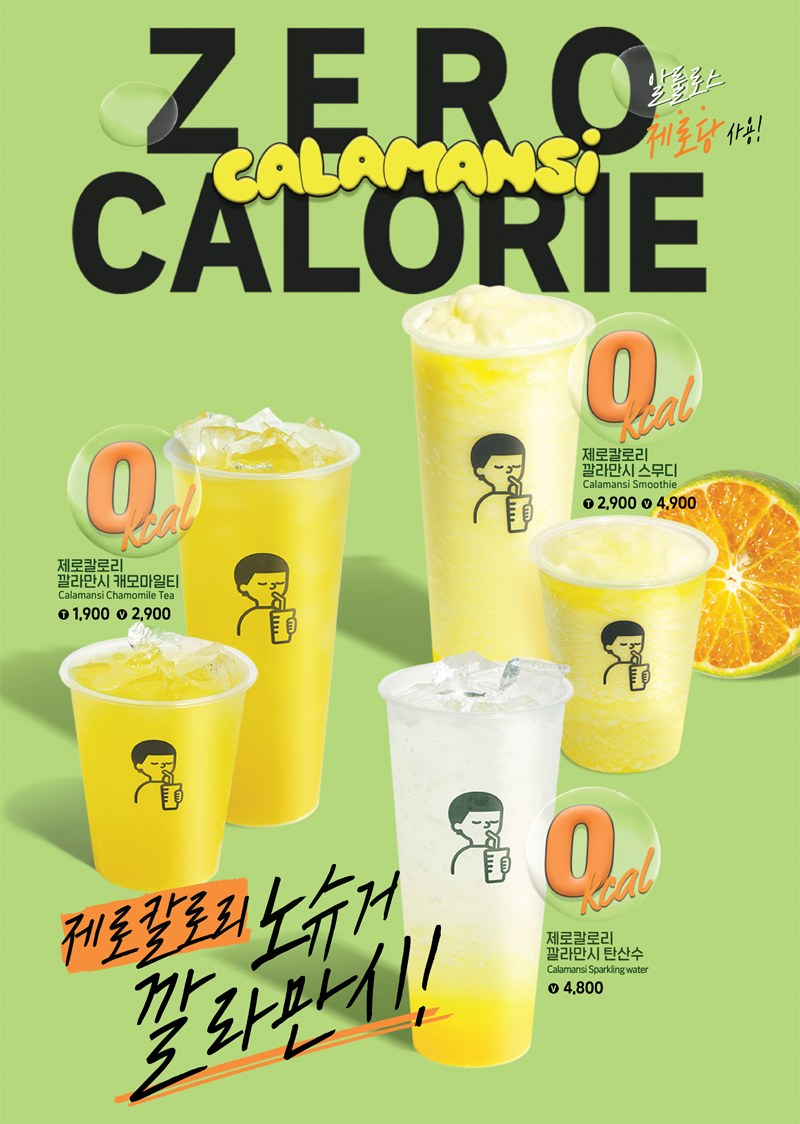 ZERO
CALAMANSI
CALORIE
알룰로스
제로당 사용!
0
kcal
제로칼로리
깔라만시 스무디
Calamansi Smoothie
T 2,900 V 4,900
0
kcal
제로칼로리
깔라만시 캐모마일티
Calamansi Chamomile Tea
T 1,900 V 2,900
0
kcal
제로칼로리
깔라만시 탄산수
Calamansi Sparkling water
V 4,800
제로칼로리 노슈거
깔라만시!